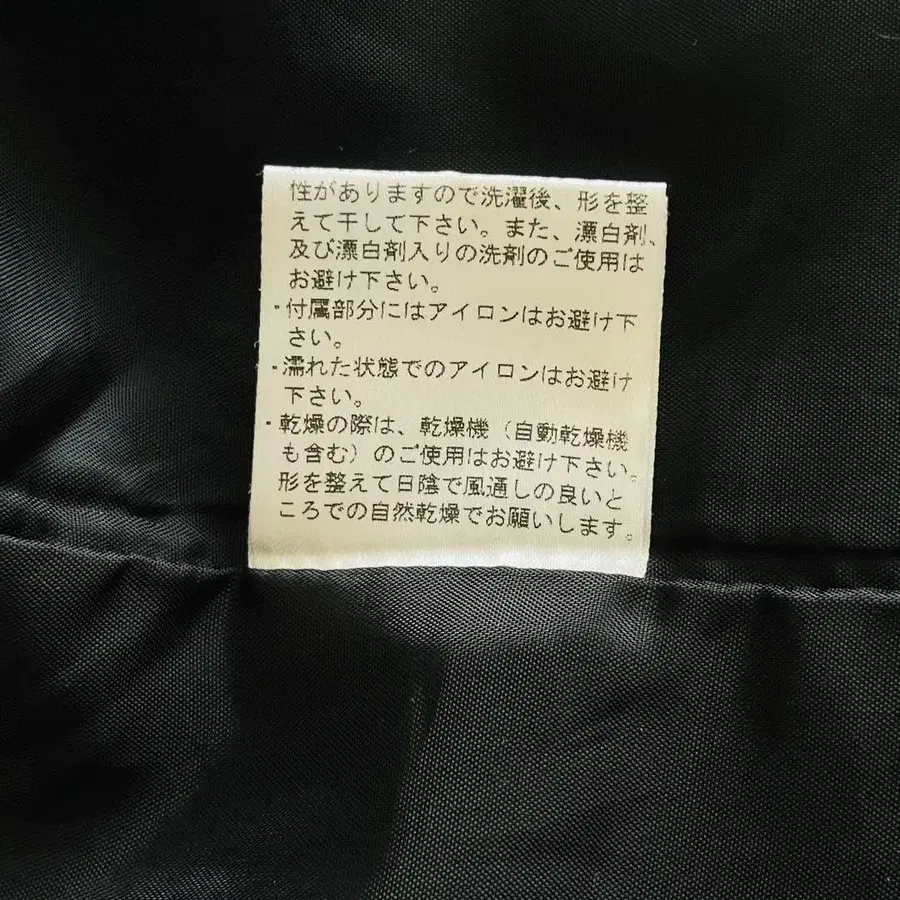 性がありますので洗濯後、形を整
えて干して下さい。また、漂白剤、
及び漂白剤入りの洗剤のご使用は
お避け下さい。
・付属部分にはアイロンはお避け下
さい。
・濡れた状態でのアイロンはお避け
下さい。
・乾燥の際は、乾燥機（自動乾燥機
も含む）のご使用はお避け下さい。
形を整えて日陰で風通しの良いと
ころでの自然乾燥でお願いします。